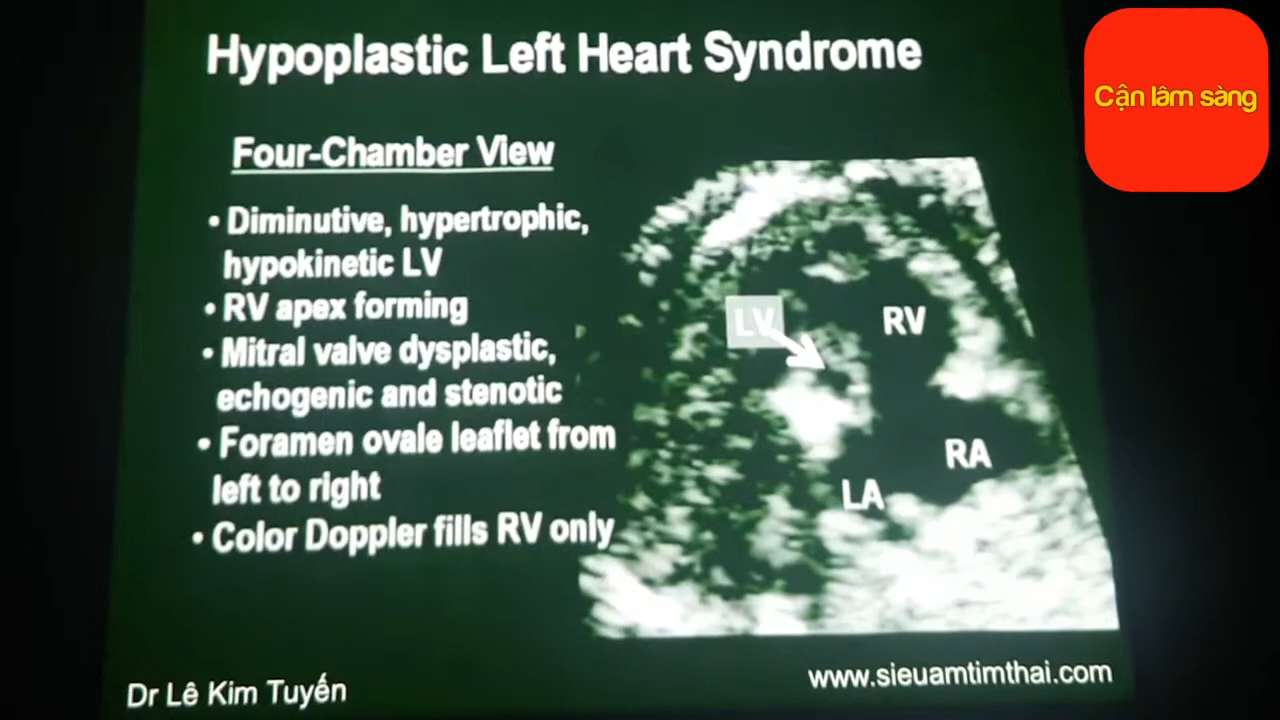 Hypoplastic Left Heart Syndrome
Cận lâm sàng
Four-Chamber View
• Diminutive, hypertrophic,
hypokinetic LV
• RV apex forming
• Mitral valve dysplastic,
echogenic and stenotic
• Foramen ovale leaflet from
left to right
• Color Doppler fills RV only
LV
RV
RA
LA
Dr Lê Kim Tuyến
www.sieuamtimthai.com